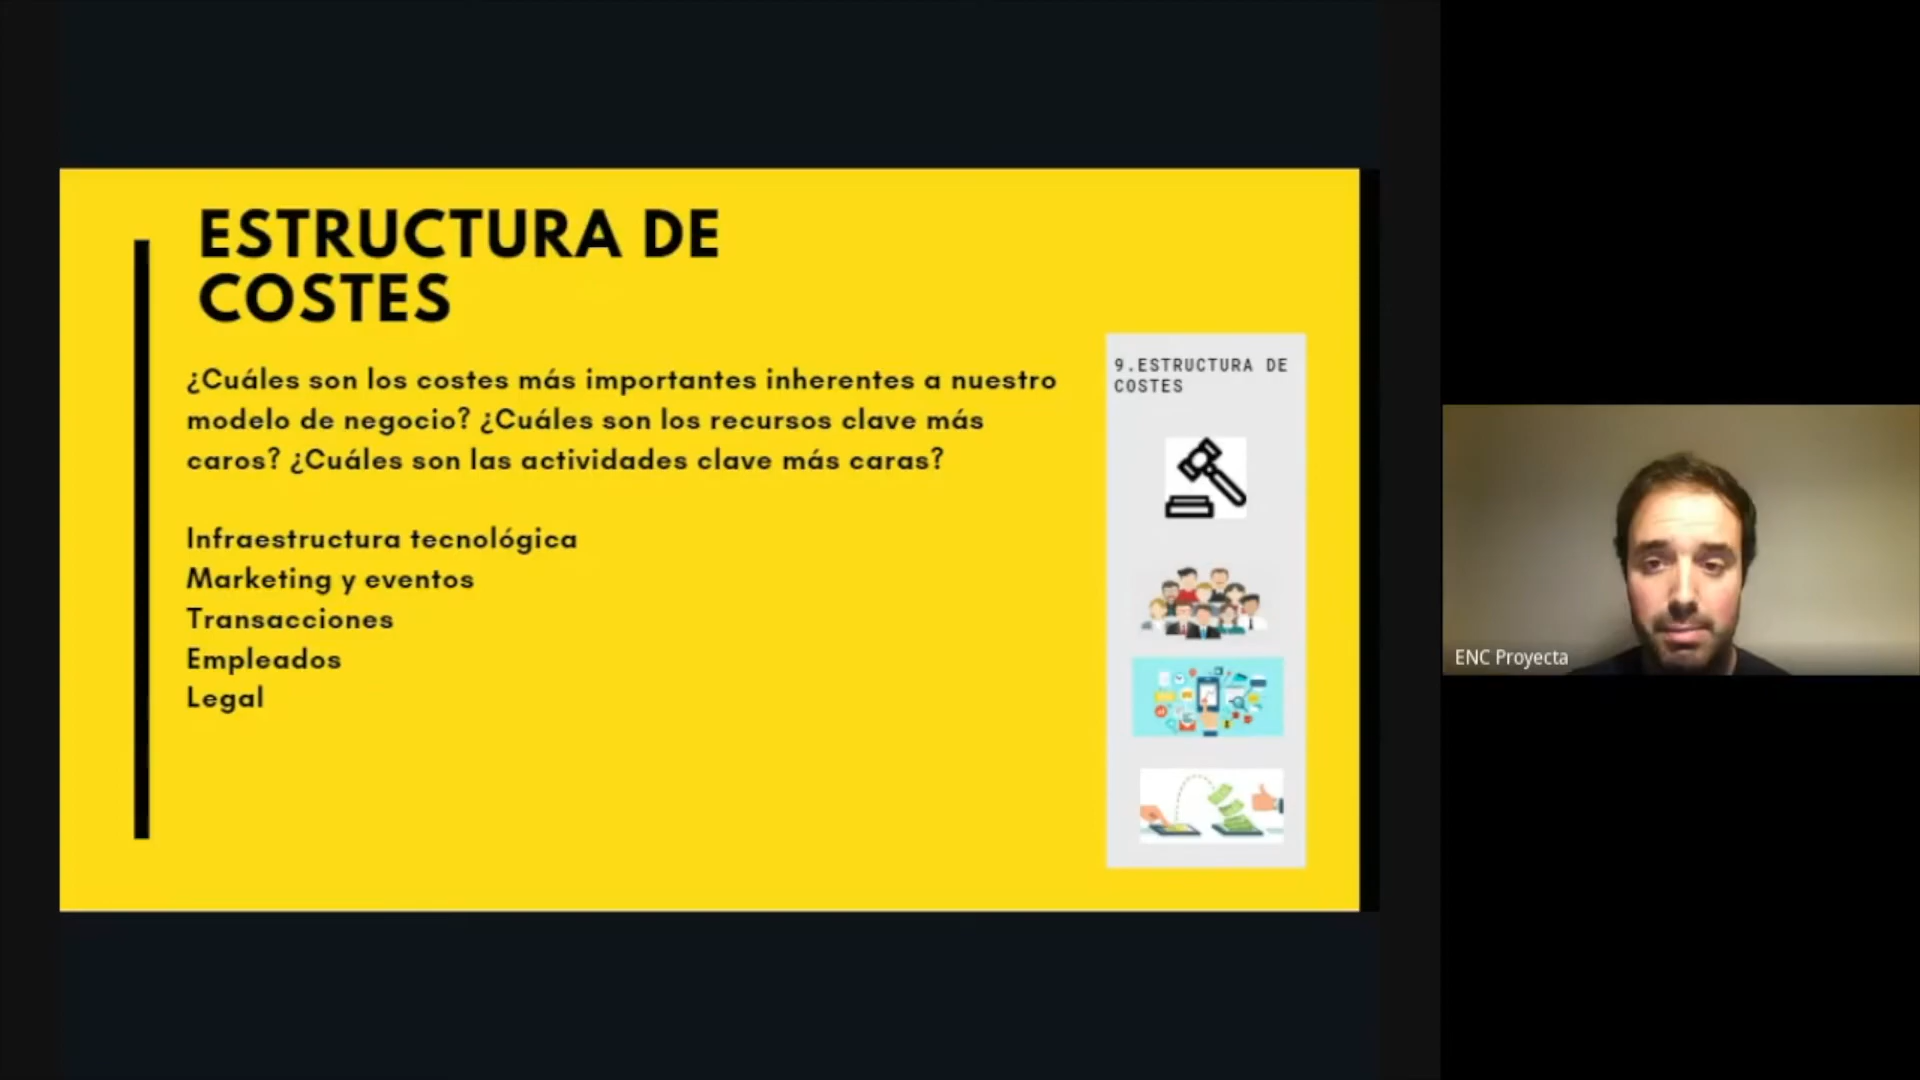 ESTRUCTURA DE
COSTES
¿Cuáles son los costes más importantes inherentes a nuestro
modelo de negocio? ¿Cuáles son los recursos clave más
caros? ¿Cuáles son las actividades clave más caras?
Infraestructura tecnológica
Marketing y eventos
Transacciones
Empleados
Legal
9.ESTRUCTURA DE
COSTES
ENC Proyecta